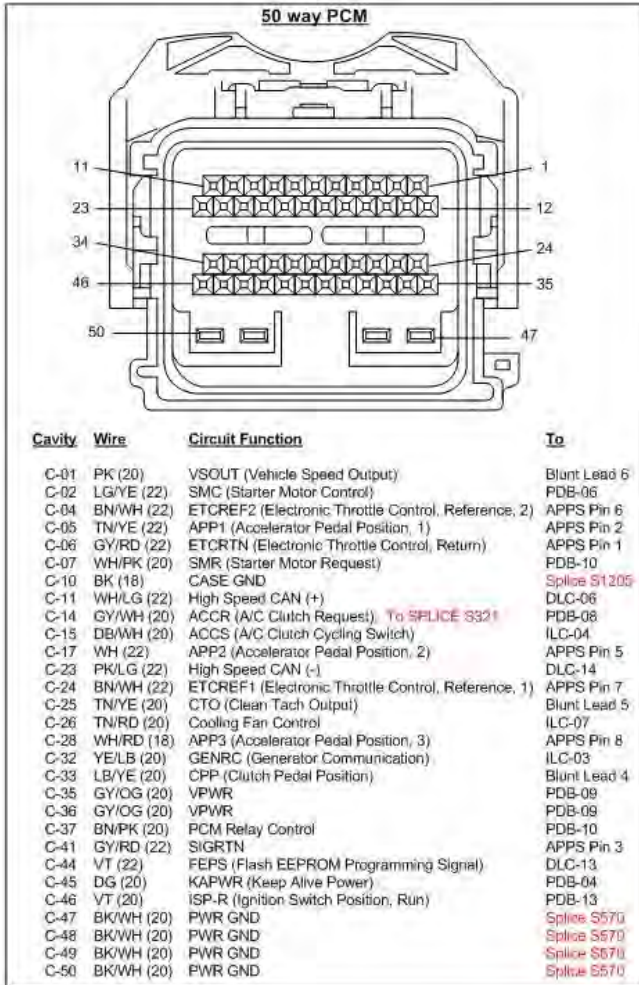 50 way PCM
11 1
23 12
34 24
46 35
50 47
Cavity Wire Circuit Function To
C-01 PK (20) VSOUT (Vehicle Speed Output) Blunt Lead 6
C-02 LG/YE (22) SMC (Starter Motor Control) PDB-06
C-04 BN/WH (22) ETCREF2 (Electronic Throttle Control, Reference, 2) APPS Pin 6
C-05 TN/YE (22) APP1 (Accelerator Pedal Position, 1) APPS Pin 2
C-06 GY/RD (22) ETCRTN (Electronic Throttle Control, Return) APPS Pin 1
C-07 WH/PK (20) SMR (Starter Motor Request) PDB-10
C-10 BK (18) CASE GND Splice S1205
C-11 WH/LG (22) High Speed CAN (+) DLC-06
C-14 GY/WH (20) ACCR (A/C Clutch Request) To SPLICE S321 PDB-08
C-15 DB/WH (20) ACCS (A/C Clutch Cycling Switch) ILC-04
C-17 WH (22) APP2 (Accelerator Pedal Position, 2) APPS Pin 5
C-23 PK/LG (22) High Speed CAN (-) DLC-14
C-24 BN/WH (22) ETCREF1 (Electronic Throttle Control, Reference, 1) APPS Pin 7
C-25 TN/YE (20) CTO (Clean Tach Output) Blunt Lead 5
C-26 TN/RD (20) Cooling Fan Control ILC-07
C-28 WH/RD (18) APP3 (Accelerator Pedal Position, 3) APPS Pin 8
C-32 YE/LB (20) GENRC (Generator Communication) ILC-03
C-33 LB/YE (20) CPP (Clutch Pedal Position) Blunt Lead 4
C-35 GY/OG (20) VPWR PDB-09
C-36 GY/OG (20) VPWR PDB-09
C-37 BN/PK (20) PCM Relay Control PDB-10
C-41 GY/RD (22) SIGRTN APPS Pin 3
C-44 VT (22) FEPS (Flash EEPROM Programming Signal) DLC-13
C-45 DG (20) KAPWR (Keep Alive Power) PDB-04
C-46 VT (20) ISP-R (Ignition Switch Position, Run) PDB-13
C-47 BK/WH (20) PWR GND Splice S570
C-48 BK/WH (20) PWR GND Splice S570
C-49 BK/WH (20) PWR GND Splice S570
C-50 BK/WH (20) PWR GND Splice S570